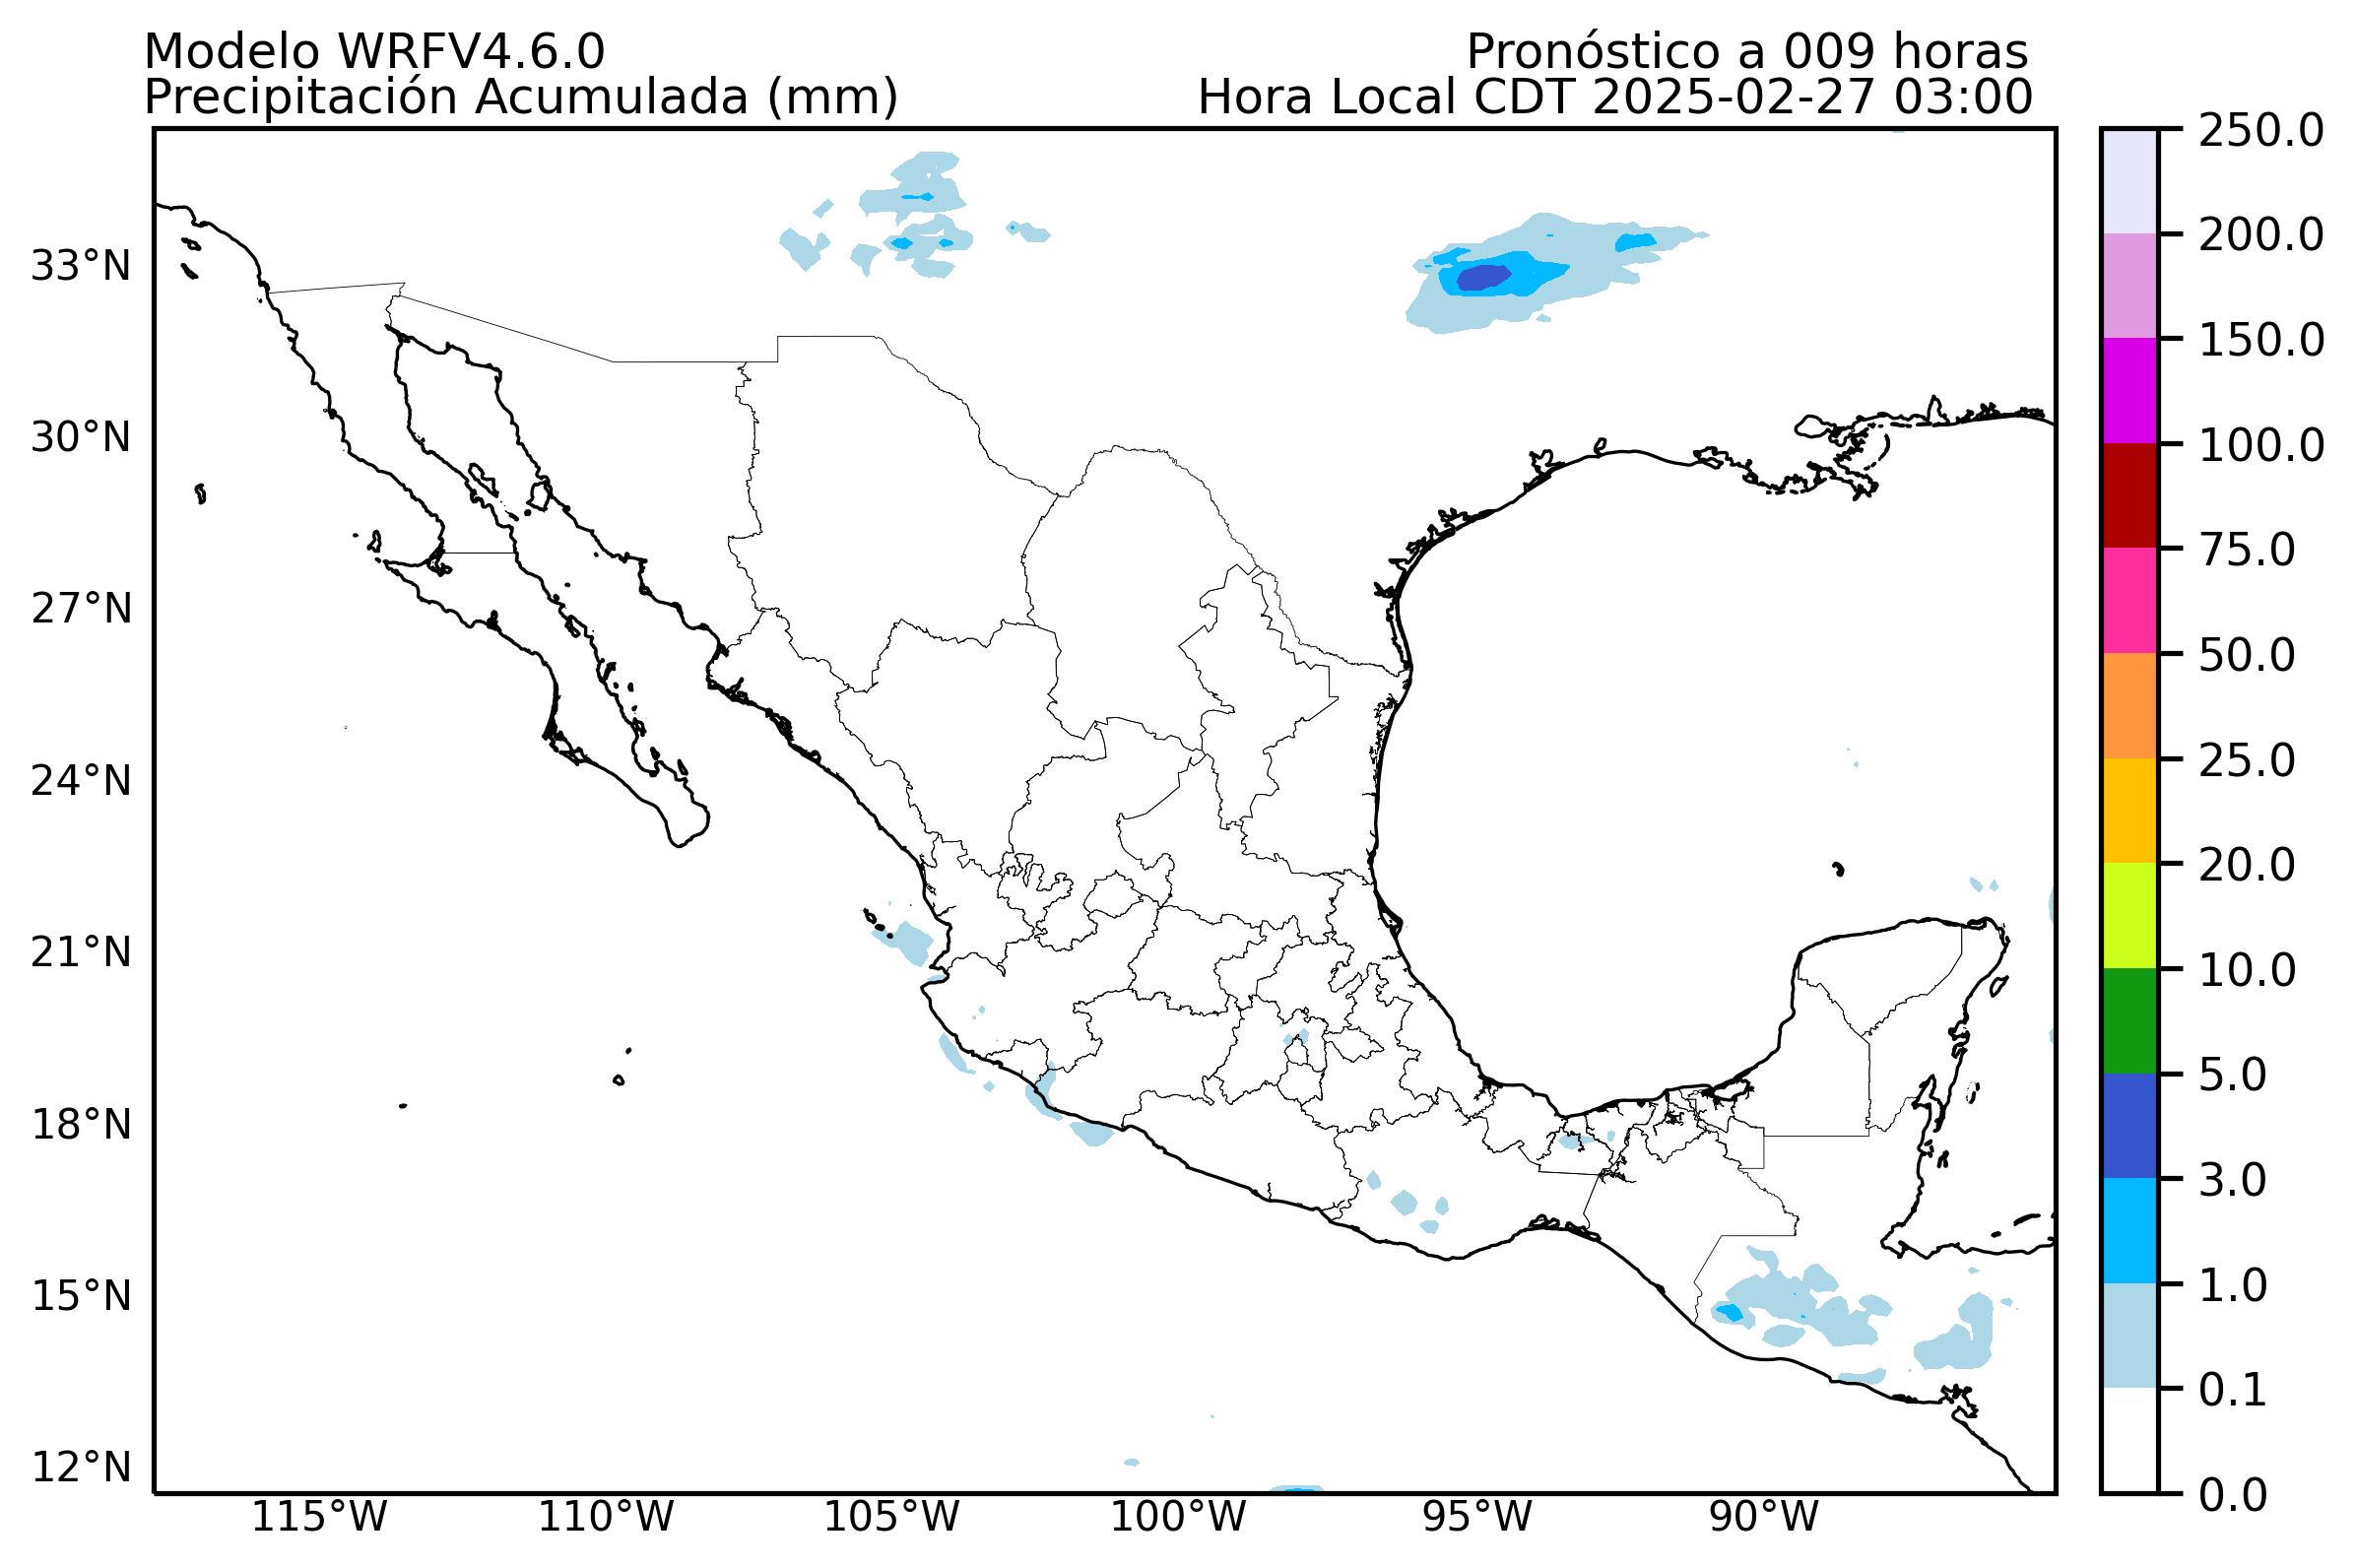 Modelo WRFV4.6.0
Pronóstico a 009 horas
Precipitación Acumulada (mm)
Hora Local CDT 2025-02-27 03:00
33°N
30°N
27°N
24°N
21°N
18°N
15°N
12°N
115°W
110°W
105°W
100°W
95°W
90°W
250.0
200.0
150.0
100.0
75.0
50.0
25.0
20.0
10.0
5.0
3.0
1.0
0.1
0.0